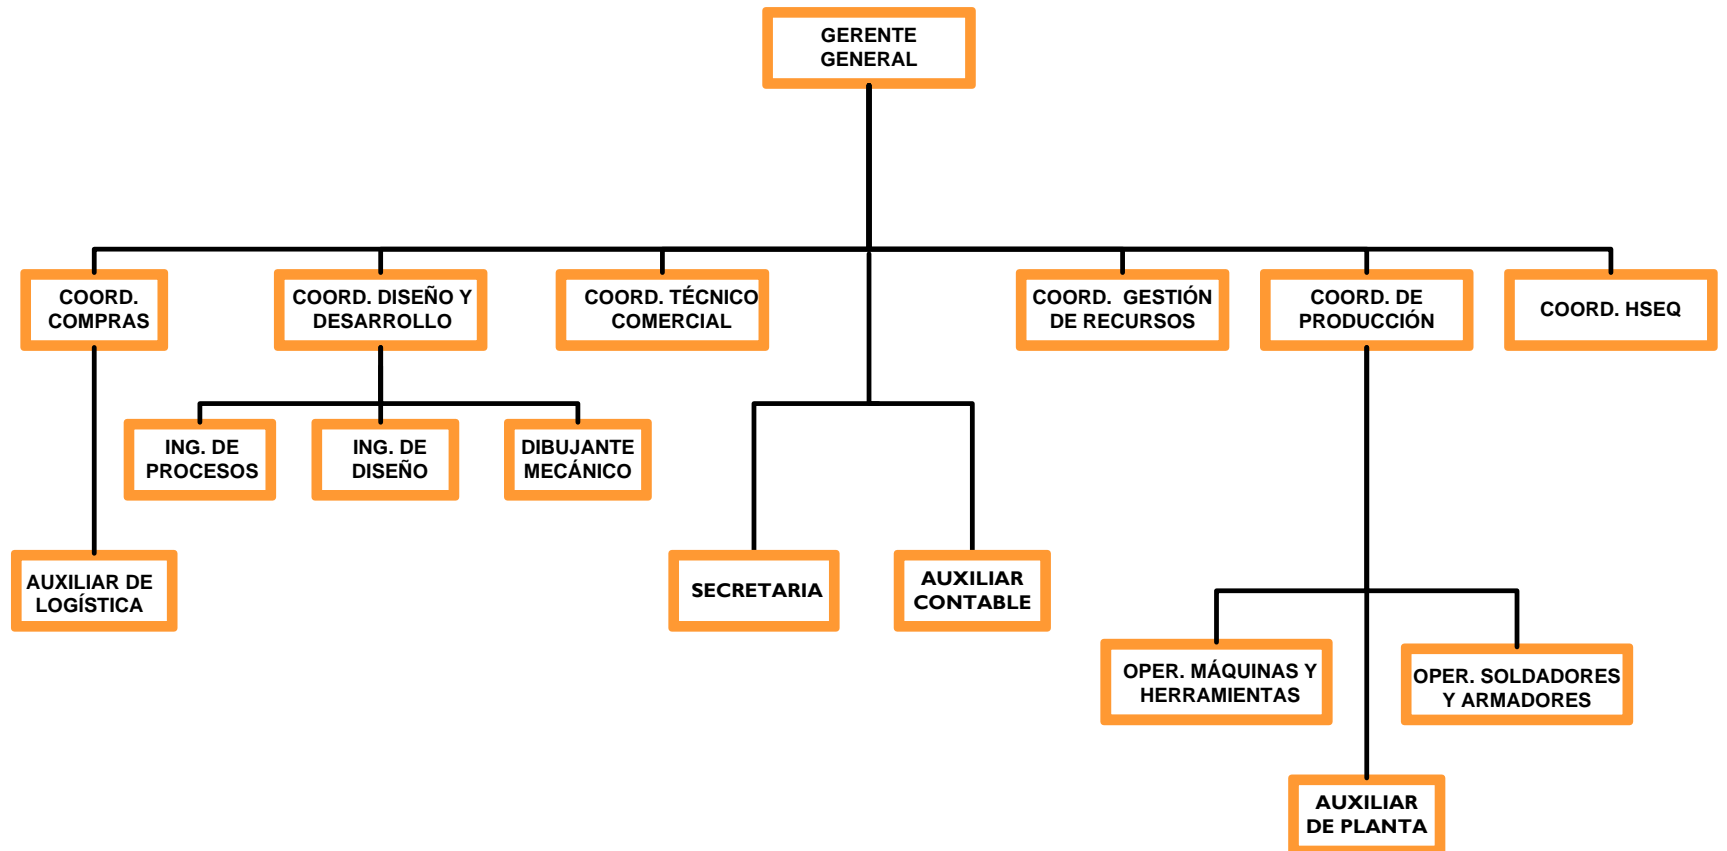 GERENTE
GENERAL
COORD.
COMPRAS
COORD. DISEÑO Y
DESARROLLO
COORD. TÉCNICO
COMERCIAL
COORD. GESTIÓN
DE RECURSOS
COORD. DE
PRODUCCIÓN
COORD. HSEQ
ING. DE
PROCESOS
ING. DE
DISEÑO
DIBUJANTE
MECÁNICO
AUXILIAR DE
LOGÍSTICA
SECRETARIA
AUXILIAR
CONTABLE
OPER. MÁQUINAS Y
HERRAMIENTAS
OPER. SOLDADORES
Y ARMADORES
AUXILIAR
DE PLANTA